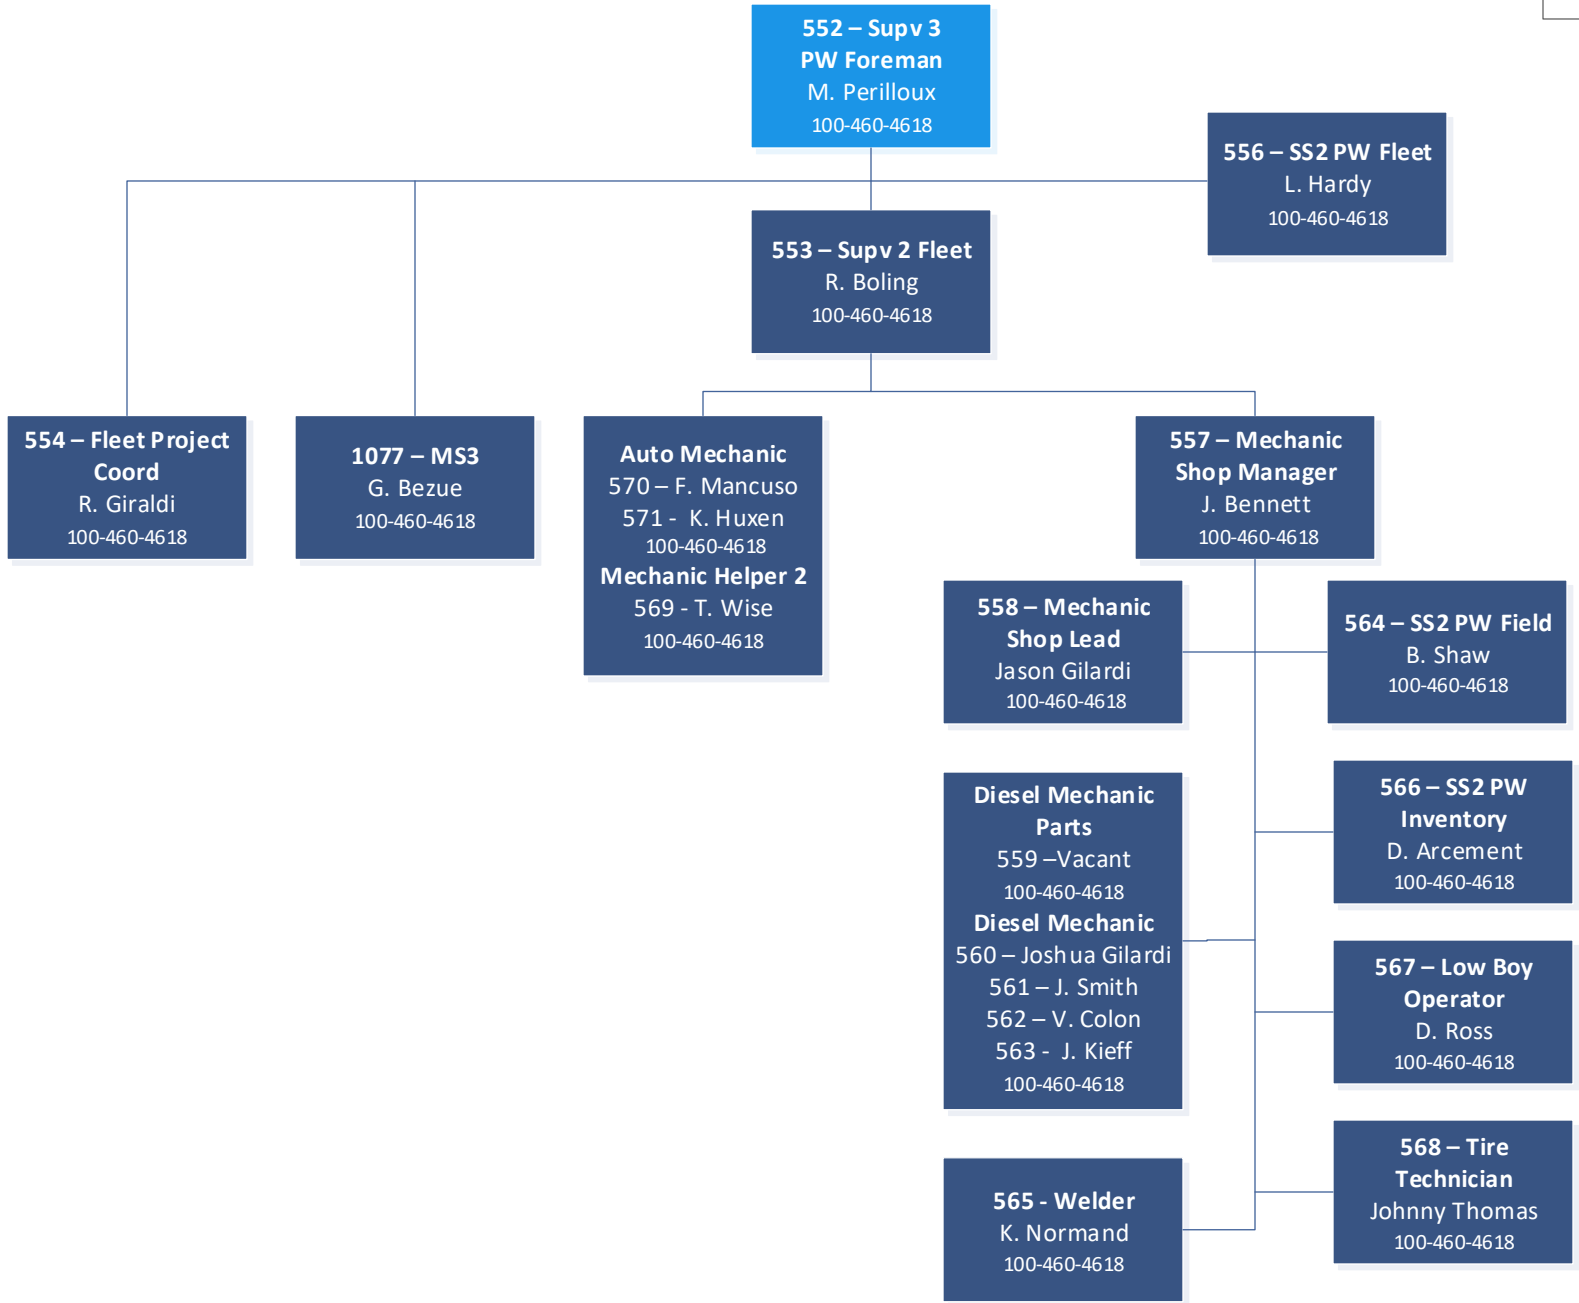 552 – Supv 3
PW Foreman
M. Perilloux
100-460-4618
556 – SS2 PW Fleet
L. Hardy
100-460-4618
553 – Supv 2 Fleet
R. Boling
100-460-4618
554 – Fleet Project
Coord
R. Giraldi
100-460-4618
1077 – MS3
G. Bezue
100-460-4618
Auto Mechanic
570 – F. Mancuso
571 - K. Huxen
100-460-4618
Mechanic Helper 2
569 - T. Wise
100-460-4618
557 – Mechanic
Shop Manager
J. Bennett
100-460-4618
558 – Mechanic
Shop Lead
Jason Gilardi
100-460-4618
564 – SS2 PW Field
B. Shaw
100-460-4618
Diesel Mechanic
Parts
559 –Vacant
100-460-4618
Diesel Mechanic
560 – Joshua Gilardi
561 – J. Smith
562 – V. Colon
563 - J. Kieff
100-460-4618
566 – SS2 PW
Inventory
D. Arcement
100-460-4618
567 – Low Boy
Operator
D. Ross
100-460-4618
565 - Welder
K. Normand
100-460-4618
568 – Tire
Technician
Johnny Thomas
100-460-4618